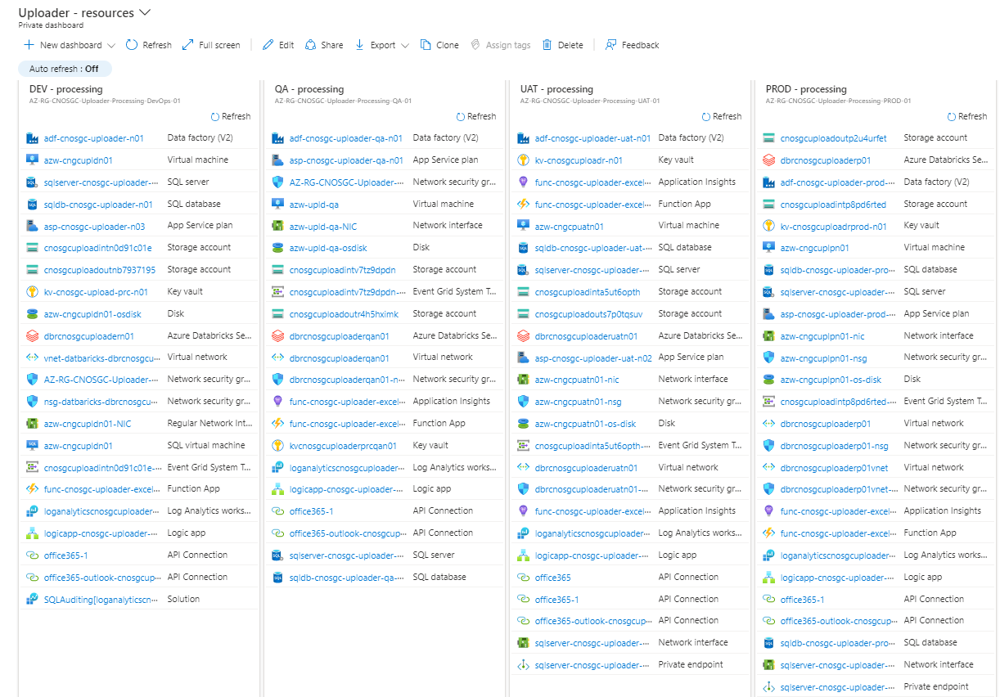 Uploader - resources
Private dashboard
New dashboard Refresh Full screen Edit Share Export Clone Assign tags Delete Feedback
Auto refresh : Off
DEV - processing
AZ-RG-CNOSGC-Uploader-Processing-DevOps-01
Refresh
adf-cnosgc-uploader-n01 Data factory (V2)
azw-cngcupldn01 Virtual machine
sqlserver-cnosgc-uploader-··· SQL server
sqldb-cnosgc-uploader-n01 SQL database
asp-cnosgc-uploader-n03 App Service plan
cnosgcuploadintn0d91c01e Storage account
cnosgcuploadoutnb7937195 Storage account
kv-cnosgc-upload-prc-n01 Key vault
azw-cngcupldn01-osdisk Disk
dbrcnosgcuploadern01 Azure Databricks Se...
vnet-datbaricks-dbrcnosgcu··· Virtual network
AZ-RG-CNOSGC-Uploader-··· Network security gr...
nsg-datbaricks-dbrcnosgcu··· Network security gr...
azw-cngcupldn01-NIC Regular Network Int...
azw-cngcupldn01 SQL virtual machine
cnosgcuploadintn0d91c01e-··· Event Grid System T...
func-cnosgc-uploader-excel··· Function App
loganalyticscnosgcuploader··· Log Analytics works...
logicapp-cnosgc-uploader-··· Logic app
office365-1 API Connection
office365-outlook-cnosgcup··· API Connection
SQLAuditing[loganalyticscn··· Solution
QA - processing
AZ-RG-CNOSGC-Uploader-Processing-QA-01
Refresh
adf-cnosgc-uploader-qa-n01 Data factory (V2)
asp-cnosgc-uploader-qa-n01 App Service plan
AZ-RG-CNOSGC-Uploader-··· Network security gr...
azw-upld-qa Virtual machine
azw-upld-qa-NIC Network interface
azw-upld-qa-osdisk Disk
cnosgcuploadintv7tz9dpdn Storage account
cnosgcuploadintv7tz9dpdn-··· Event Grid System T...
cnosgcuploadoutr4h5hximk Storage account
dbrcnosgcuploaderqan01 Azure Databricks Se...
dbrcnosgcuploaderqan01 Virtual network
dbrcnosgcuploaderqan01-n··· Network security gr...
func-cnosgc-uploader-excel··· Application Insights
func-cnosgc-uploader-excel··· Function App
kvcnosgcuploaderprcqan01 Key vault
loganalyticscnosgcuploader··· Log Analytics works...
logicapp-cnosgc-uploader-··· Logic app
office365-1 API Connection
office365-outlook-cnosgcup··· API Connection
sqlserver-cnosgc-uploader-··· SQL server
sqldb-cnosgc-uploader-qa-··· SQL database
UAT - processing
AZ-RG-CNOSGC-Uploader-Processing-UAT-01
Refresh
adf-cnosgc-uploader-uat-n01 Data factory (V2)
kv-cnosgc-uploadr-n01 Key vault
func-cnosgc-uploader-excel··· Application Insights
func-cnosgc-uploader-excel··· Function App
azw-cngcpuatn01 Virtual machine
sqldb-cnosgc-uploader-uat-··· SQL database
sqlserver-cnosgc-uploader-··· SQL server
cnosgcuploadinta5ut6opth Storage account
cnosgcuploadouts7p0tqsuv Storage account
dbrcnosgcuploaderuatn01 Azure Databricks Se...
asp-cnosgc-uploader-uat-n02 App Service plan
azw-cngcpuatn01-nic Network interface
azw-cngcpuatn01-nsg Network security gr...
azw-cngcpuatn01-os-disk Disk
cnosgcuploadinta5ut6opth-··· Event Grid System T...
dbrcnosgcuploaderuatn01 Virtual network
dbrcnosgcuploaderuatn01-··· Network security gr...
func-cnosgc-uploader-excel··· Application Insights
loganalyticscnosgcuploader··· Log Analytics works...
logicapp-cnosgc-uploader-··· Logic app
office365 API Connection
office365-1 API Connection
office365-outlook-cnosgcup··· API Connection
sqlserver-cnosgc-uploader-··· Network interface
sqlserver-cnosgc-uploader-··· Private endpoint
PROD - processing
AZ-RG-CNOSGC-Uploader-Processing-PROD-01
Refresh
cnosgcuploadoutp2u4urfet Storage account
dbrcnosgcuploaderp01 Azure Databricks Se...
adf-cnosgc-uploader-prod-··· Data factory (V2)
cnosgcuploadintp8pd6rted Storage account
kv-cnosgcuploadrprod-n01 Key vault
azw-cngcuplpn01 Virtual machine
sqldb-cnosgc-uploader-pro··· SQL database
sqlserver-cnosgc-uploader-··· SQL server
asp-cnosgc-uploader-prod-··· App Service plan
azw-cngcuplpn01-nic Network interface
azw-cngcuplpn01-nsg Network security gr...
azw-cngcuplpn01-os-disk Disk
cnosgcuploadintp8pd6rted-··· Event Grid System T...
dbrcnosgcuploaderp01 Virtual network
dbrcnosgcuploaderp01-nsg Network security gr...
dbrcnosgcuploaderp01vnet Virtual network
dbrcnosgcuploaderp01vnet-··· Network security gr...
func-cnosgc-uploader-excel··· Application Insights
func-cnosgc-uploader-excel··· Function App
loganalyticscnosgcuploader··· Log Analytics works...
logicapp-cnosgc-uploader-··· Logic app
office365-1 API Connection
office365-outlook-cnosgcup··· API Connection
sqldb-cnosgc-uploader-pro··· SQL database
sqlserver-cnosgc-uploader-··· Network interface
sqlserver-cnosgc-uploader-··· Private endpoint